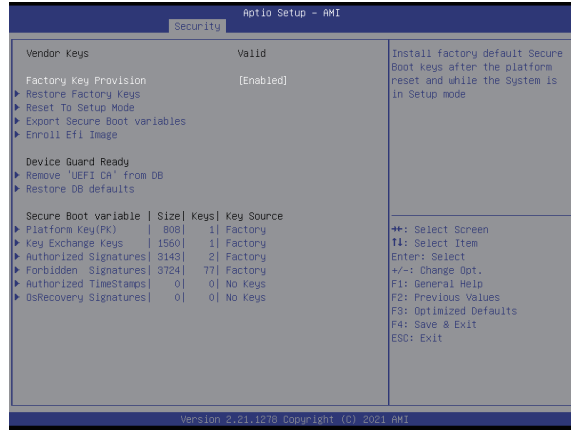 Aptio Setup - AMI
Security
Vendor Keys Valid
Factory Key Provision [Enabled]
Restore Factory Keys
Reset To Setup Mode
Export Secure Boot variables
Enroll Efi Image
Device Guard Ready
Remove 'UEFI CA' from DB
Restore DB defaults
Secure Boot variable | Size| Keys| Key Source
Platform Key(PK) | 808| 1| Factory
Key Exchange Keys | 1560| 1| Factory
Authorized Signatures| 3143| 2| Factory
Forbidden Signatures| 3724| 77| Factory
Authorized TimeStamps| 0| 0| No Keys
OsRecovery Signatures| 0| 0| No Keys
Install factory default Secure
Boot keys after the platform
reset and while the System is
in Setup mode
→←: Select Screen
↑↓: Select Item
Enter: Select
+/-: Change Opt.
F1: General Help
F2: Previous Values
F3: Optimized Defaults
F4: Save & Exit
ESC: Exit
Version 2.21.1278 Copyright (C) 2021 AMI